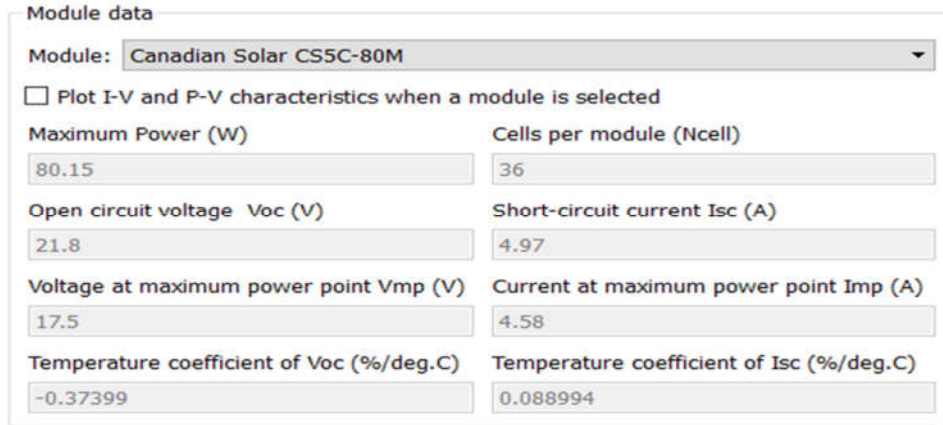 Module data
Module: Canadian Solar CS5C-80M
Plot I-V and P-V characteristics when a module is selected
Maximum Power (W) Cells per module (Ncell)
80.15 36
Open circuit voltage Voc (V) Short-circuit current Isc (A)
21.8 4.97
Voltage at maximum power point Vmp (V) Current at maximum power point Imp (A)
17.5 4.58
Temperature coefficient of Voc (%/deg.C) Temperature coefficient of Isc (%/deg.C)
-0.37399 0.088994